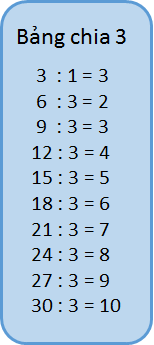 Bảng chia 3
3 : 1 = 3
6 : 3 = 2
9 : 3 = 3
12 : 3 = 4
15 : 3 = 5
18 : 3 = 6
21 : 3 = 7
24 : 3 = 8
27 : 3 = 9
30 : 3 = 10